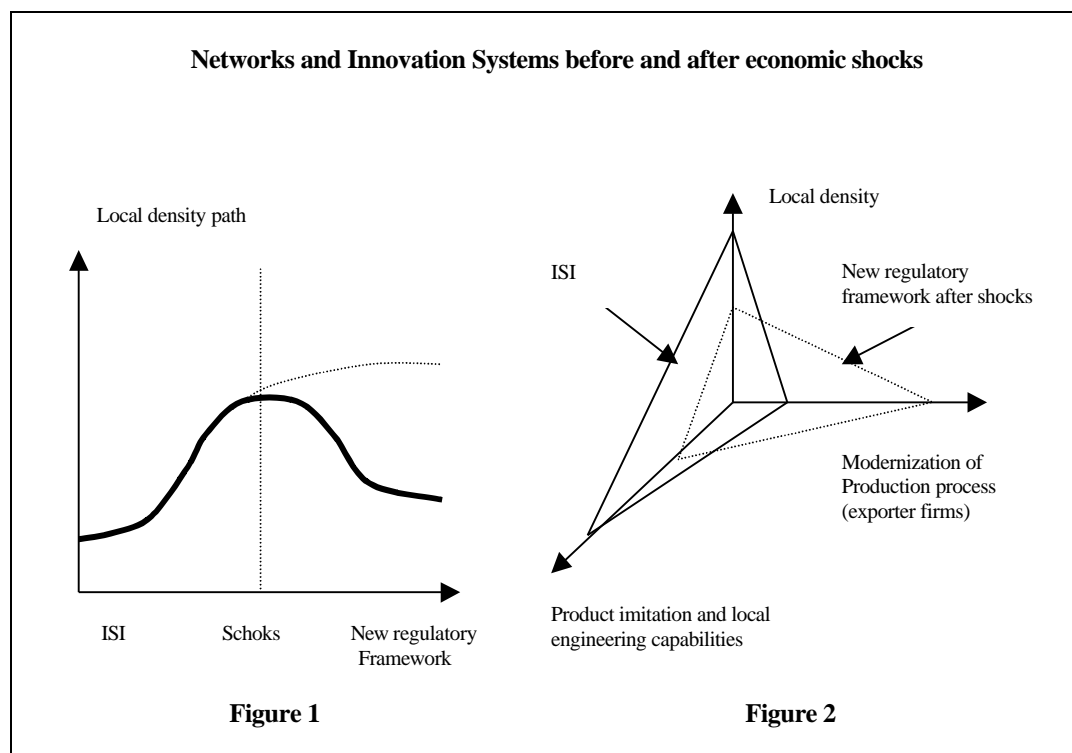 Networks and Innovation Systems before and after economic shocks
Local density path
ISI
Schoks
New regulatory
Framework
Figure 1
Local density
ISI
New regulatory
framework after shocks
Modernization of
Production process
(exporter firms)
Product imitation and local
engineering capabilities
Figure 2